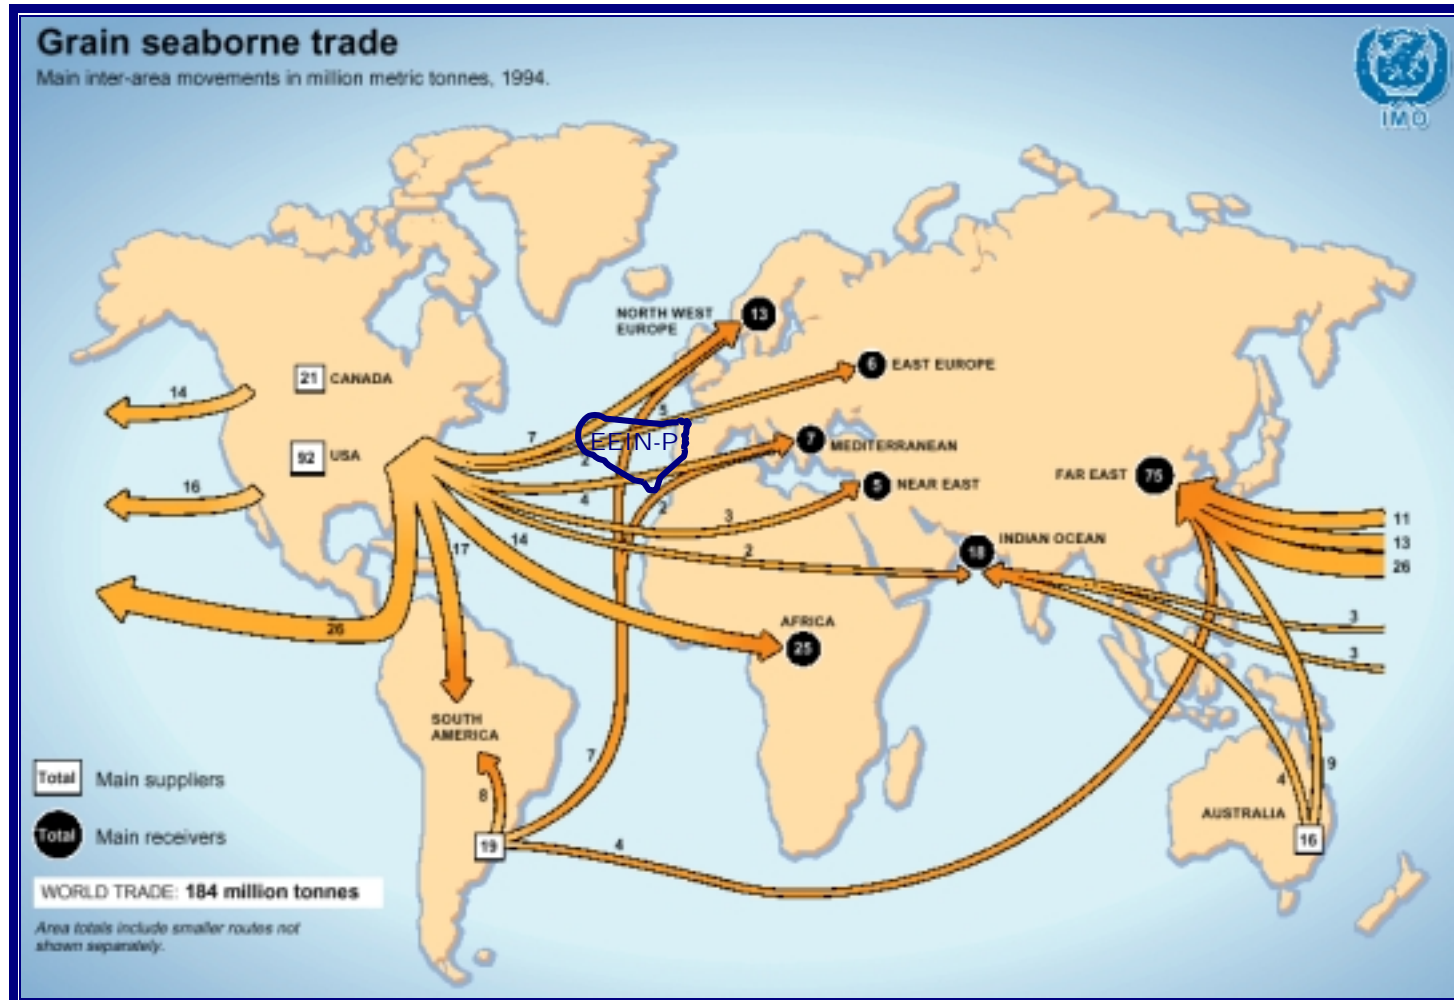 Grain seaborne trade
Main inter-area movements in million metric tonnes, 1994.
IMO
NORTH WEST
EUROPE
13
6 EAST EUROPE
21 CANADA
14
5
7
EEIN-P
2
7 MEDITERRANEAN
92 USA
FAR EAST 75
16
5 NEAR EAST
4
2
3
11
14
17
2
INDIAN OCEAN
18
13
26
AFRICA
25
26
3
3
SOUTH
AMERICA
7
8
4
9
Total Main suppliers
AUSTRALIA
16
Total Main receivers
19
4
WORLD TRADE: 184 million tonnes
Area totals include smaller routes not
shown separately.